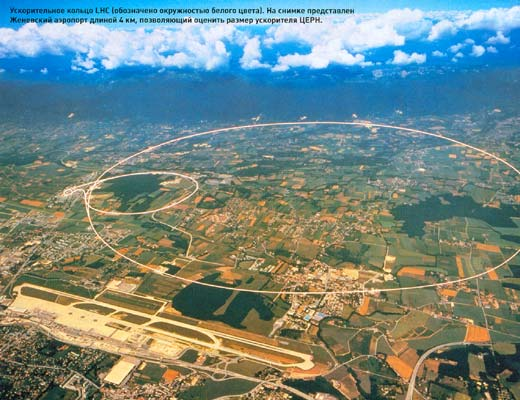 Ускорительное кольцо LHC (обозначено окружностью белого цвета). На снимке представлен
Женевский аэропорт длиной 4 км, позволяющий оценить размер ускорителя ЦЕРН.